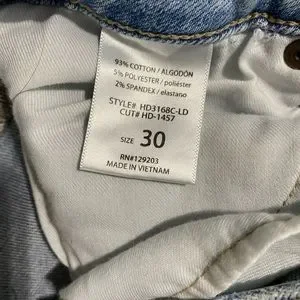 93% COTTON / ALGODÓN
5% POLYESTER / poliéster
2% SPANDEX / elastano
STYLE# HD3168C-LD
CUT# HD-1457
SIZE 30
RN#129203
MADE IN VIETNAM